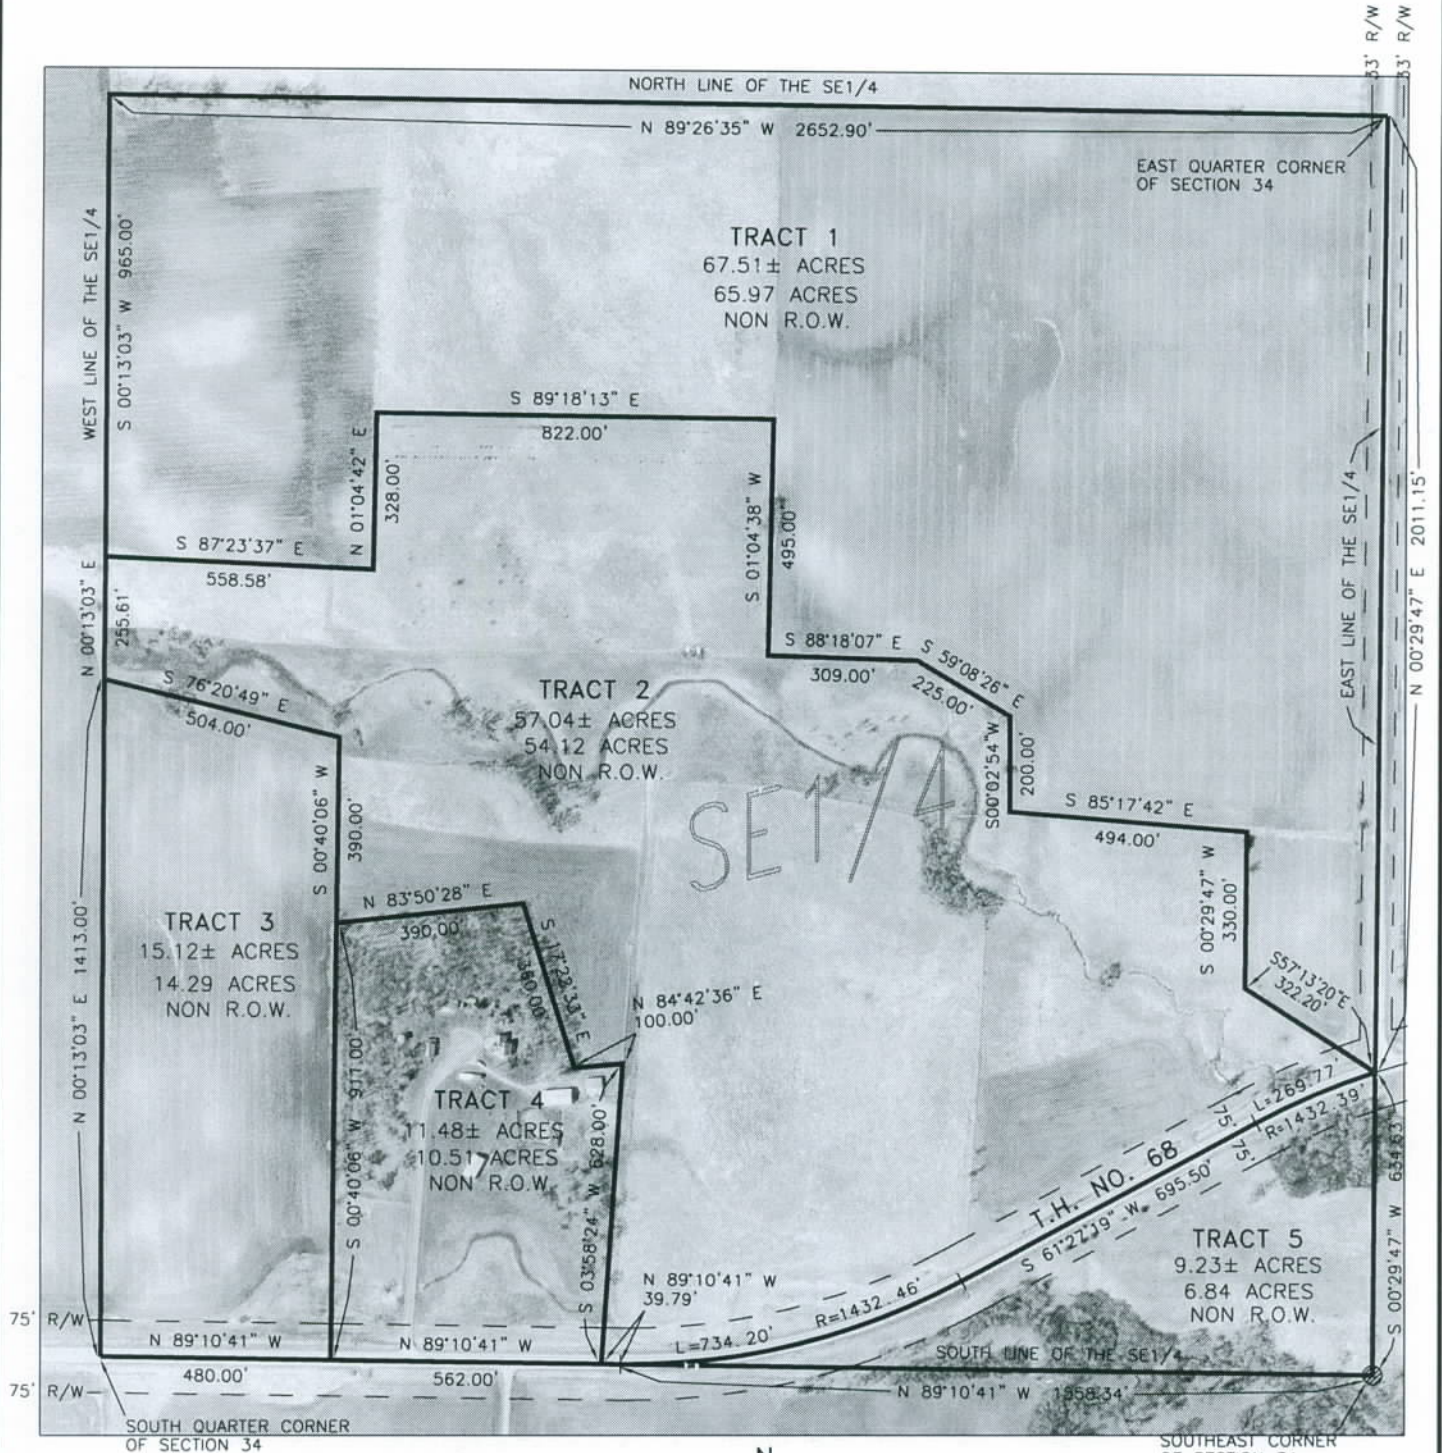 33' R/W
33' R/W
NORTH LINE OF THE SE1/4
N 89°26'35" W 2652.90'
EAST QUARTER CORNER
OF SECTION 34
WEST LINE OF THE SE1/4
S 00°13'03" W 965.00'
TRACT 1
67.51± ACRES
65.97 ACRES
NON R.O.W.
S 89°18'13" E
822.00'
N 01°04'42" E
328.00'
S 01°04'38" W
495.00'
EAST LINE OF THE SE1/4
N 00°29'47" E 2011.15'
S 87°23'37" E
558.58'
N 00°13'03" E
255.61'
S 88°18'07" E
309.00'
S 59°08'26" E
225.00'
S 76°20'49" E
504.00'
TRACT 2
57.04± ACRES
54.12 ACRES
NON R.O.W.
S00°02'54"W
200.00'
SE1/4
S 85°17'42" E
494.00'
S 00°40'06" W
390.00'
S 00°29'47" W
330.00'
N 83°50'28" E
390.00'
TRACT 3
15.12± ACRES
14.29 ACRES
NON R.O.W.
N 00°13'03" E 1413.00'
S 17°22'33" E
360.00'
S57°13'20"E
322.20'
N 84°42'36" E
100.00'
S 00°40'06" W 911.00'
TRACT 4
11.48± ACRES
10.51 ACRES
NON R.O.W.
S 03°58'24" W 628.00'
L=269.77'
R=1432.39'
75'
75'
T.H. NO. 68
S 61°22'19" W 695.50'
S 00°29'47" W 634.63'
TRACT 5
9.23± ACRES
6.84 ACRES
NON R.O.W.
N 89°10'41" W
39.79'
R=1432.46'
L=734.20'
75' R/W
N 89°10'41" W
480.00'
N 89°10'41" W
562.00'
SOUTH LINE OF THE SE1/4
75' R/W
N 89°10'41" W 1558.34'
SOUTH QUARTER CORNER
OF SECTION 34
N
SOUTHEAST CORNER